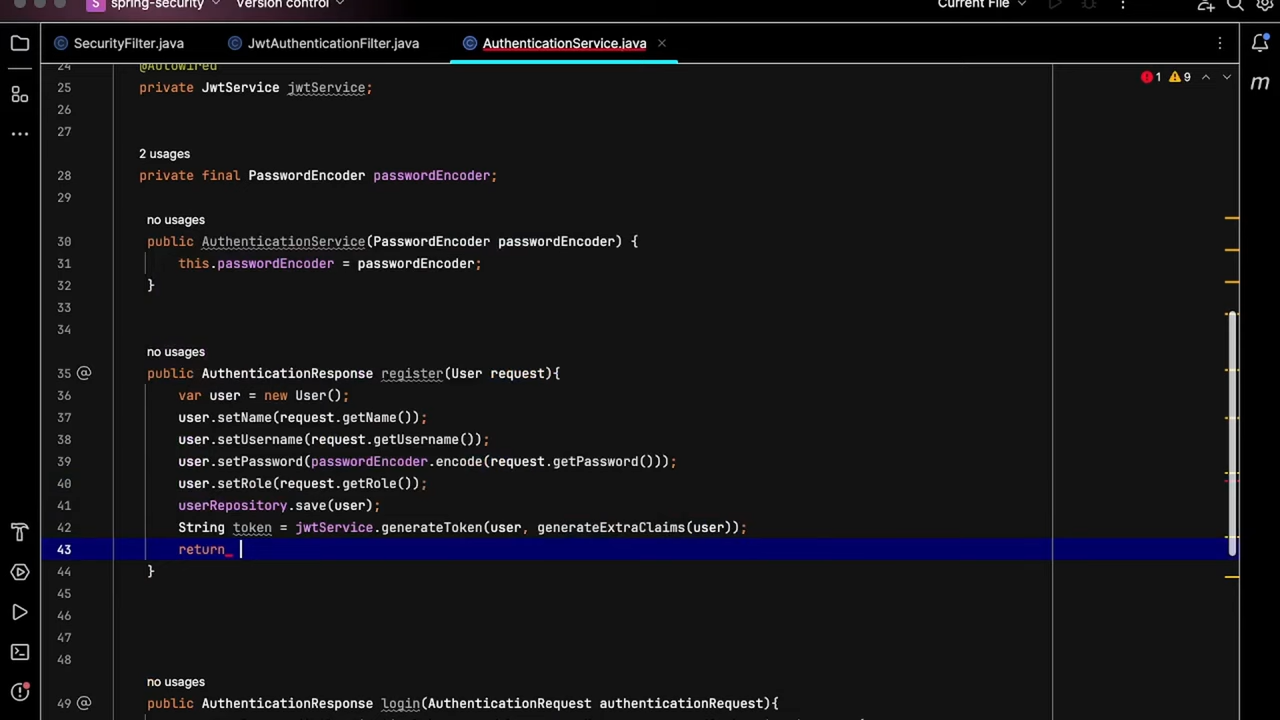 spring-security
Version control
Current File
SecurityFilter.java
JwtAuthenticationFilter.java
AuthenticationService.java
24 @Autowired
1 9
25 private JwtService jwtService;
26
27
2 usages
28 private final PasswordEncoder passwordEncoder;
29
no usages
30 public AuthenticationService(PasswordEncoder passwordEncoder) {
31 this.passwordEncoder = passwordEncoder;
32 }
33
34
no usages
35 public AuthenticationResponse register(User request){
36 var user = new User();
37 user.setName(request.getName());
38 user.setUsername(request.getUsername());
39 user.setPassword(passwordEncoder.encode(request.getPassword()));
40 user.setRole(request.getRole());
41 userRepository.save(user);
42 String token = jwtService.generateToken(user, generateExtraClaims(user));
43 return
44 }
45
46
47
48
no usages
49 public AuthenticationResponse login(AuthenticationRequest authenticationRequest){